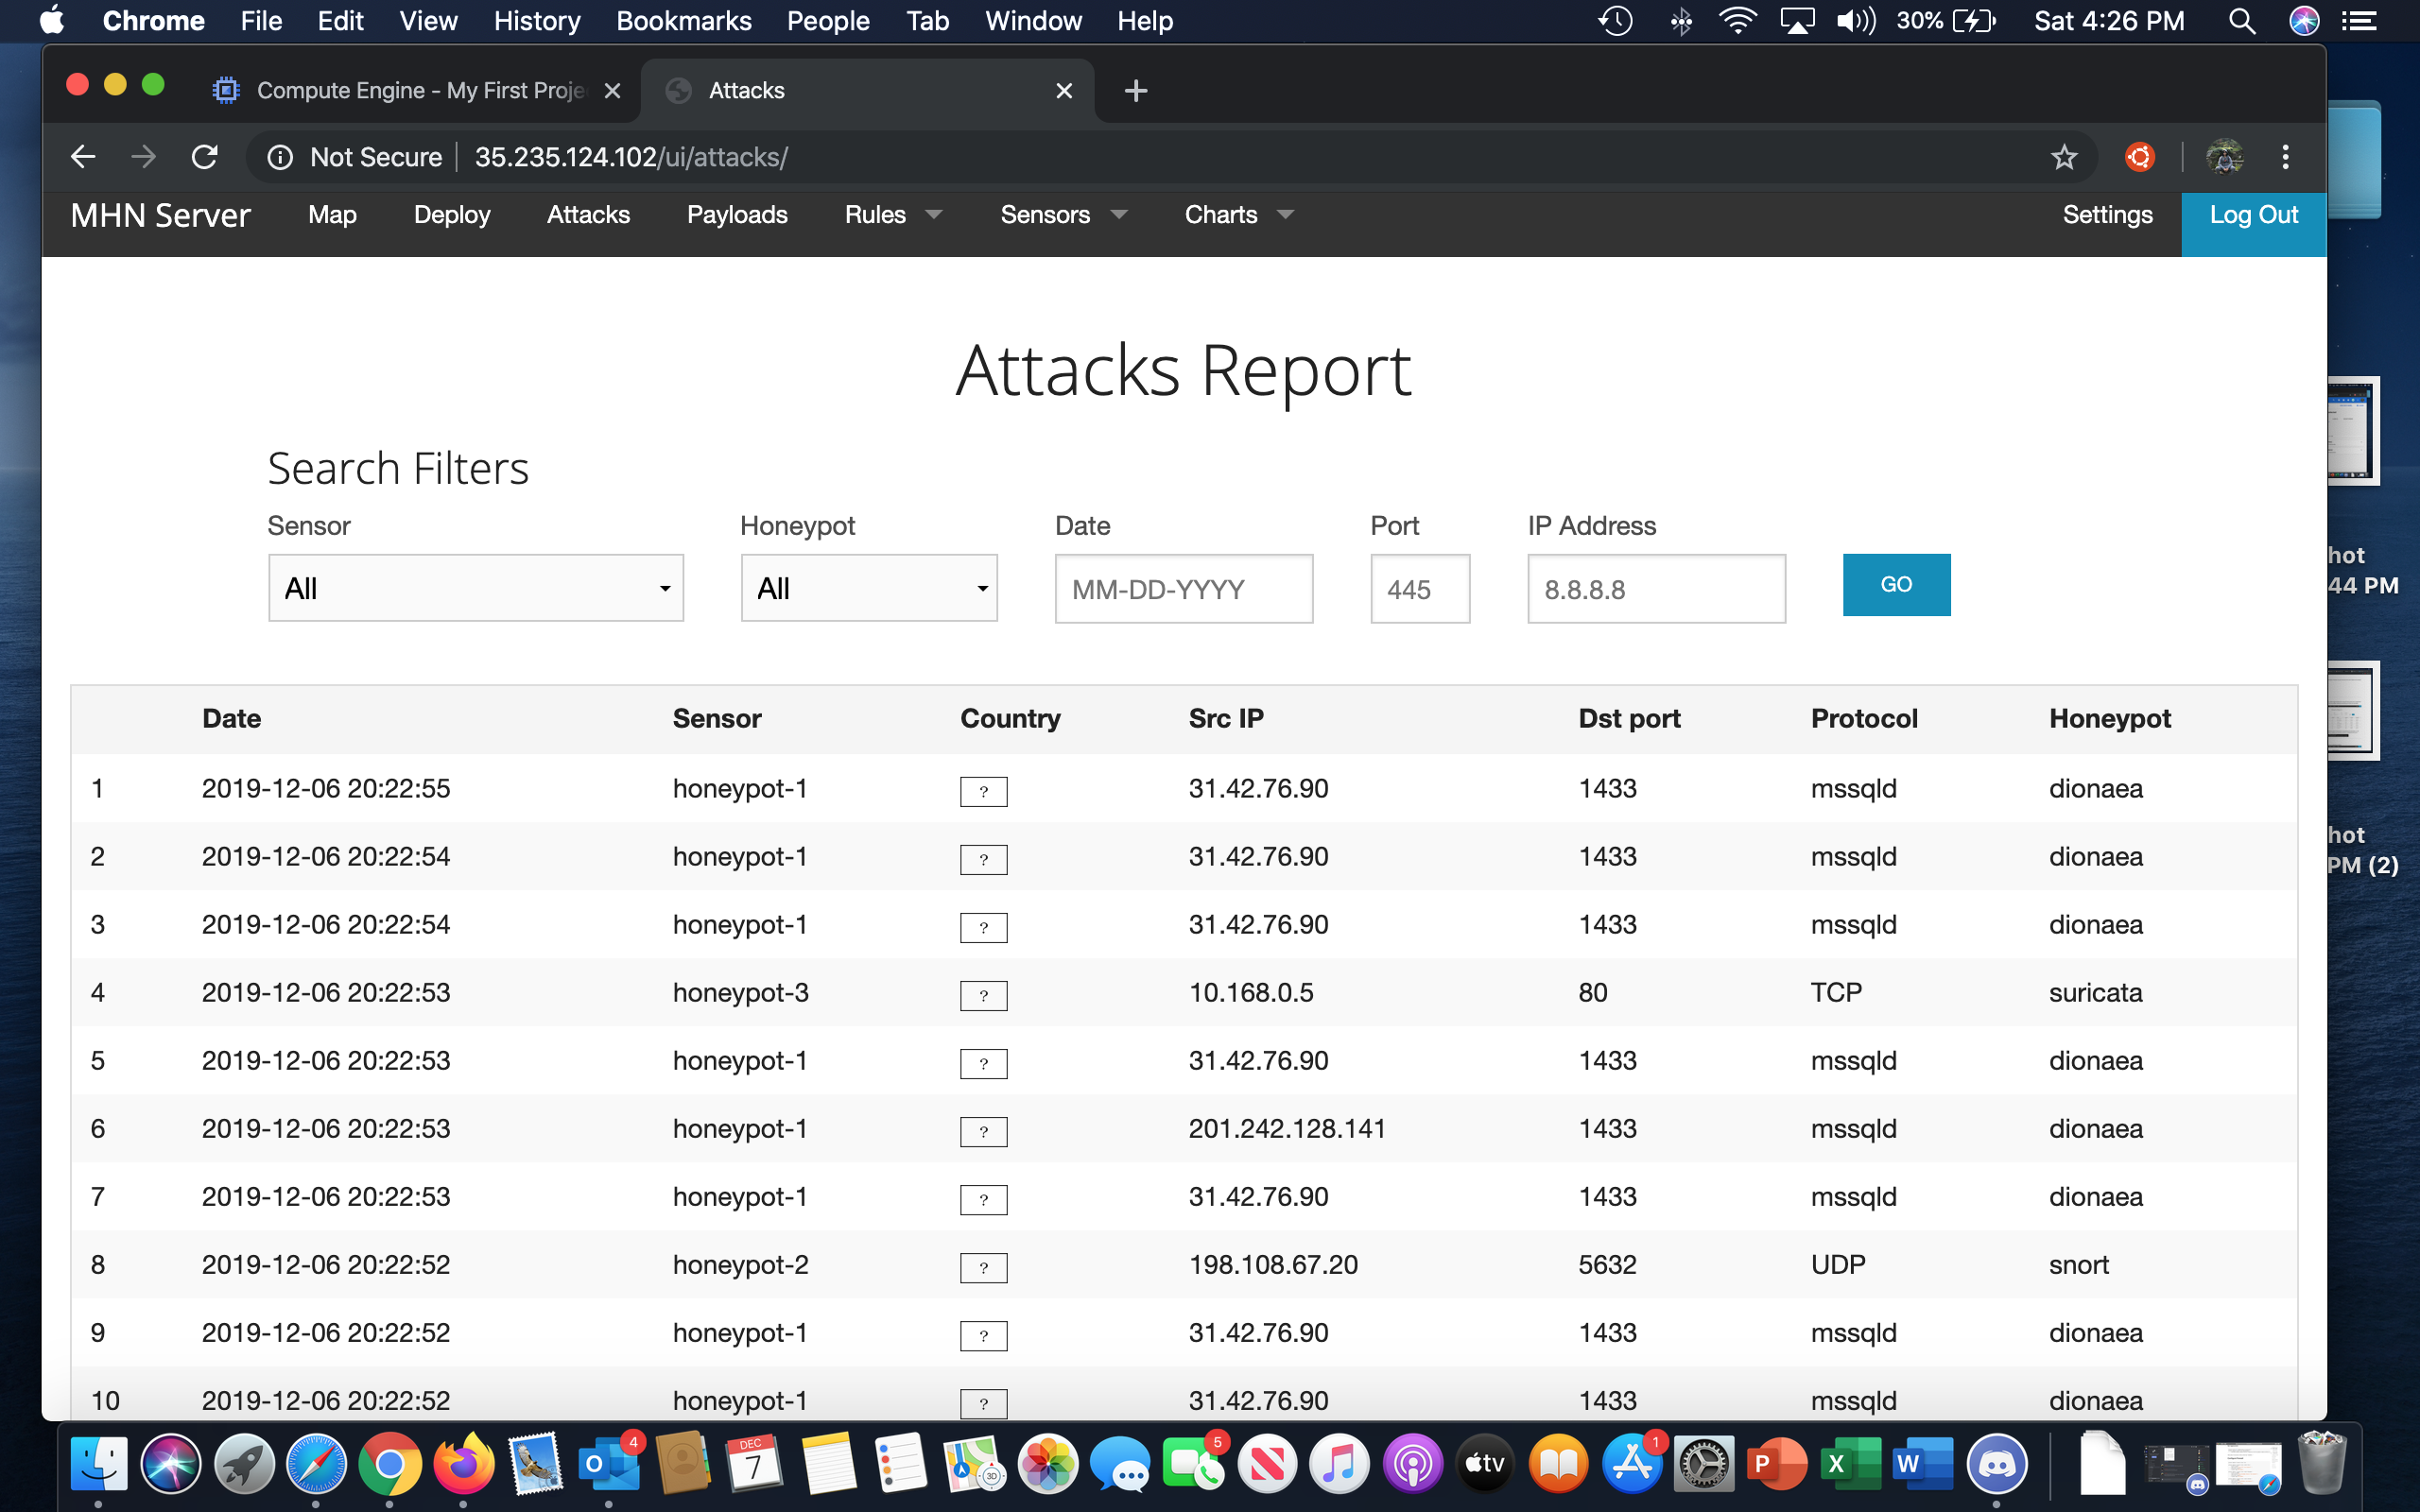 Chrome File Edit View History Bookmarks People Tab Window Help 30% Sat 4:26 PM
Compute Engine - My First Proje Attacks
Not Secure 35.235.124.102/ui/attacks/
MHN Server Map Deploy Attacks Payloads Rules Sensors Charts Settings Log Out
Attacks Report
Search Filters
Sensor Honeypot Date Port IP Address
All All MM-DD-YYYY 445 8.8.8.8 GO
hot
44 PM
Date Sensor Country Src IP Dst port Protocol Honeypot
1 2019-12-06 20:22:55 honeypot-1 ? 31.42.76.90 1433 mssqld dionaea
2 2019-12-06 20:22:54 honeypot-1 ? 31.42.76.90 1433 mssqld dionaea
hot
PM (2)
3 2019-12-06 20:22:54 honeypot-1 ? 31.42.76.90 1433 mssqld dionaea
4 2019-12-06 20:22:53 honeypot-3 ? 10.168.0.5 80 TCP suricata
5 2019-12-06 20:22:53 honeypot-1 ? 31.42.76.90 1433 mssqld dionaea
6 2019-12-06 20:22:53 honeypot-1 ? 201.242.128.141 1433 mssqld dionaea
7 2019-12-06 20:22:53 honeypot-1 ? 31.42.76.90 1433 mssqld dionaea
8 2019-12-06 20:22:52 honeypot-2 ? 198.108.67.20 5632 UDP snort
9 2019-12-06 20:22:52 honeypot-1 ? 31.42.76.90 1433 mssqld dionaea
10 2019-12-06 20:22:52 honeypot-1 ? 31.42.76.90 1433 mssqld dionaea
4 DEC 5 1
O 7 3D tv P X W